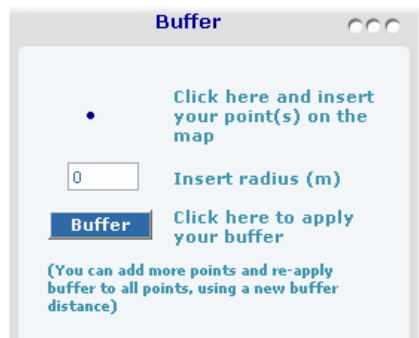 Buffer
Click here and insert
your point(s) on the
map
0
Insert radius (m)
Buffer
Click here to apply
your buffer
(You can add more points and re-apply
buffer to all points, using a new buffer
distance)